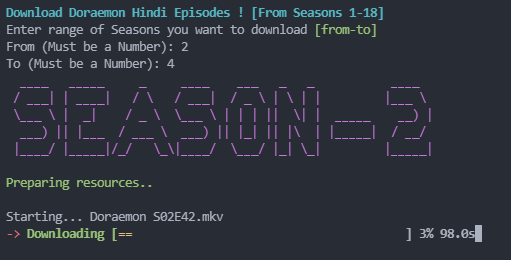 Download Doraemon Hindi Episodes ! [From Seasons 1-18]
Enter range of Seasons you want to download [from-to]
From (Must be a Number): 2
To (Must be a Number): 4
SEASON - 2
Preparing resources..
Starting... Doraemon S02E42.mkv
-> Downloading [== ] 3% 98.0s